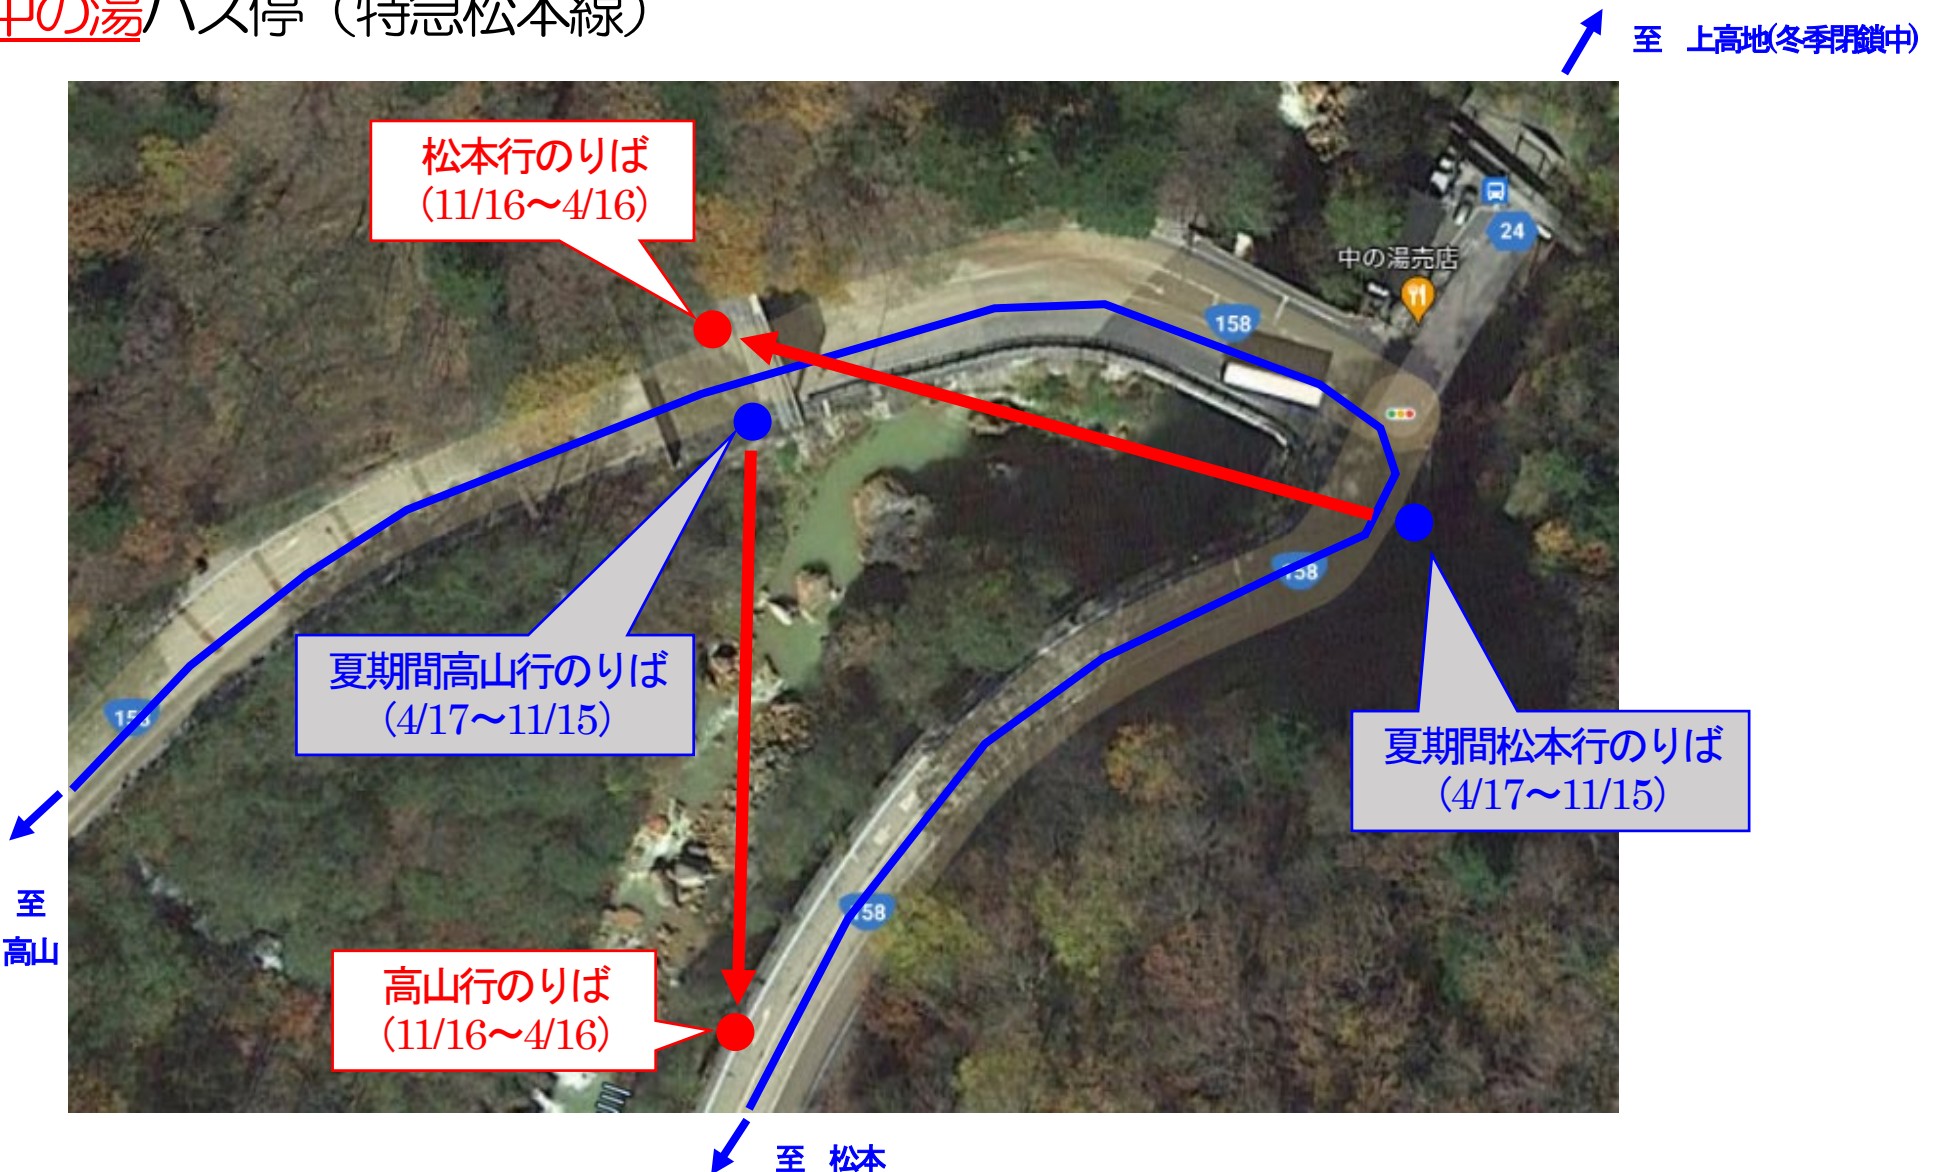 中の湯バス停（特急松本線）
至　上高地(冬季閉鎖中)
松本行のりば
（11/16～4/16）
24
中の湯売店
158
158
夏期間高山行のりば
（4/17～11/15）
158
夏期間松本行のりば
（4/17～11/15）
至
高山
158
高山行のりば
（11/16～4/16）
至　松本